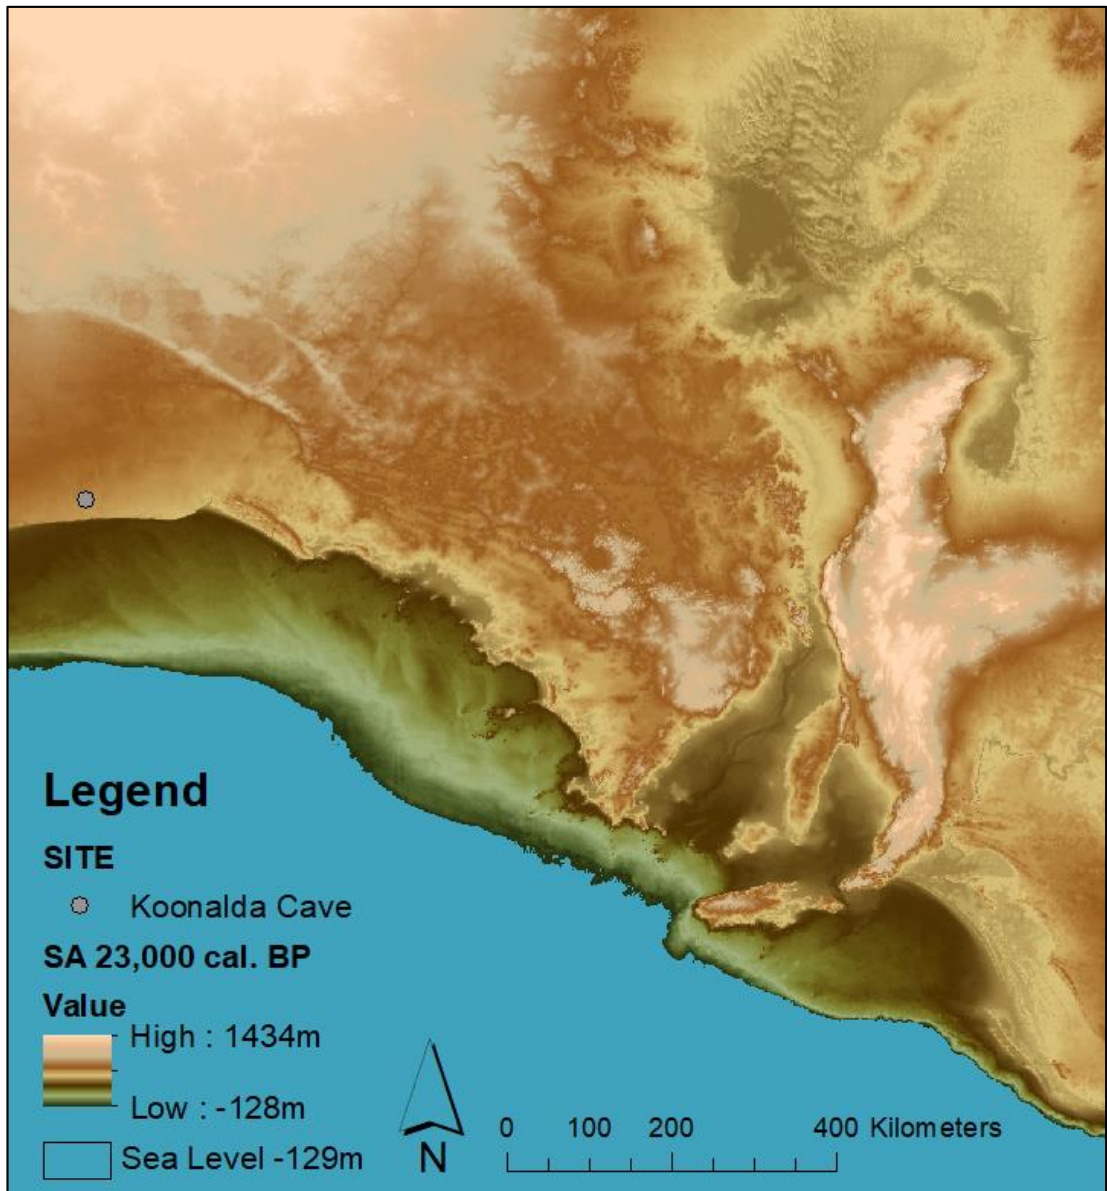 Legend
SITE
Koonalda Cave
SA 23,000 cal. BP
Value
High : 1434m
Low : -128m
Sea Level -129m
N
0 100 200 400 Kilometers